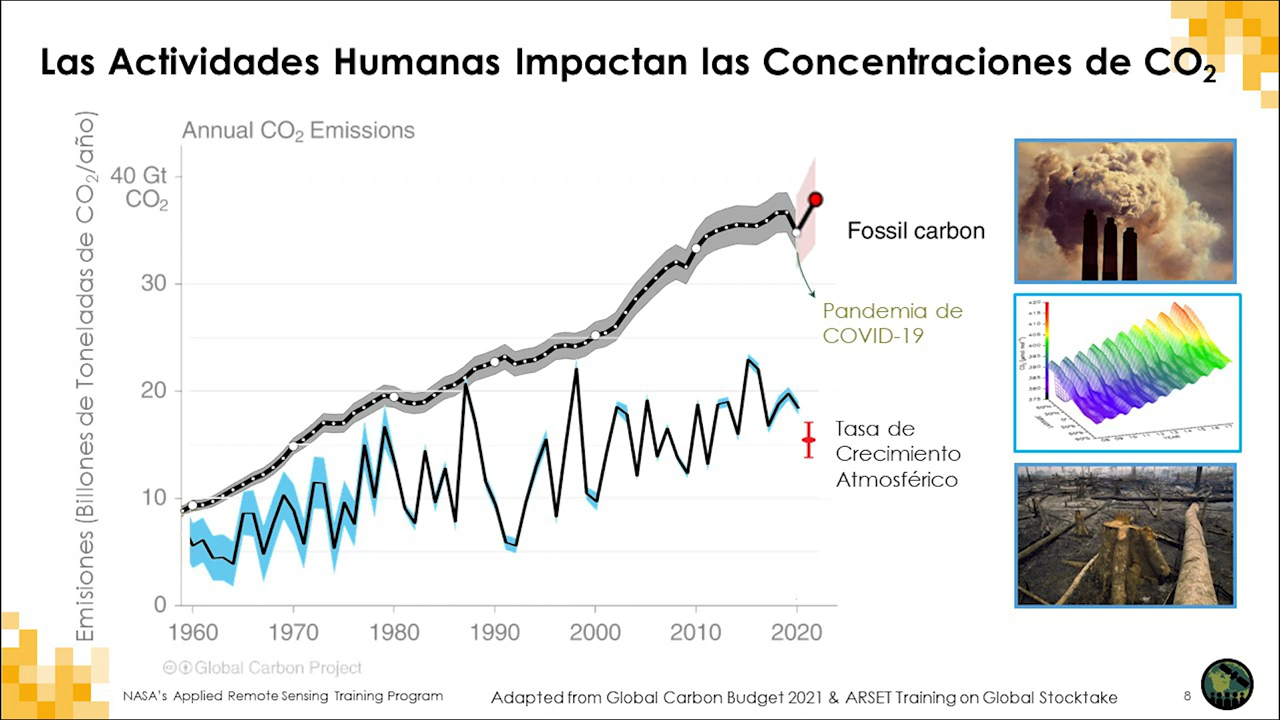 Las Actividades Humanas Impactan las Concentraciones de CO₂
Emisiones (Billones de Toneladas de CO₂/año)
Annual CO₂ Emissions
40 Gt
CO₂
30
20
10
0
1960 1970 1980 1990 2000 2010 2020
Fossil carbon
Pandemia de
COVID-19
Tasa de
Crecimiento
Atmosférico
Global Carbon Project
NASA's Applied Remote Sensing Training Program
Adapted from Global Carbon Budget 2021 & ARSET Training on Global Stocktake
8
YEAR